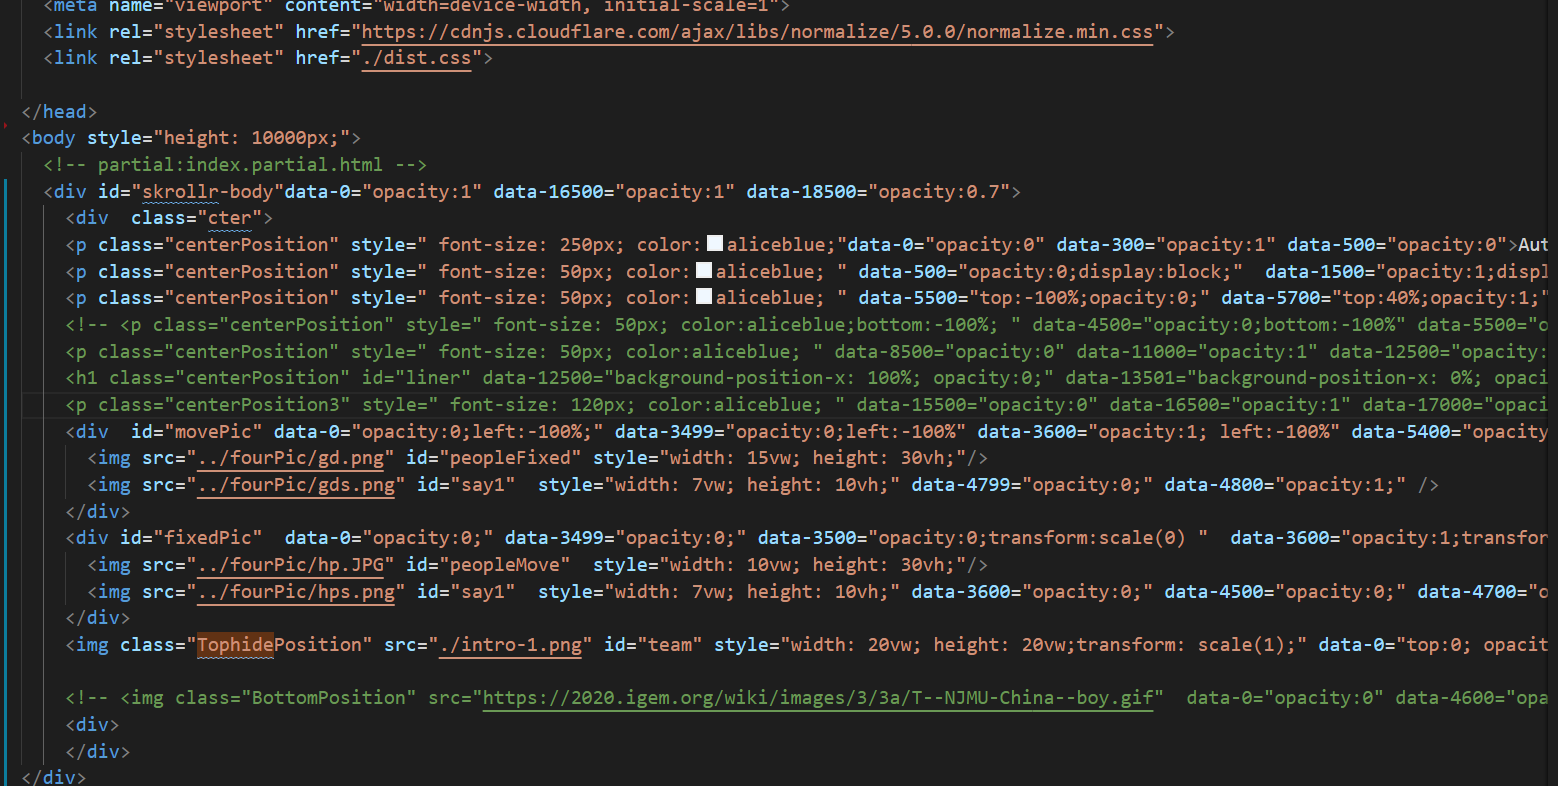 <meta name="viewport" content="width=device-width, initial-scale=1">
<link rel="stylesheet" href="https://cdnjs.cloudflare.com/ajax/libs/normalize/5.0.0/normalize.min.css">
<link rel="stylesheet" href="./dist.css">
</head>
<body style="height: 10000px;">
<!-- partial:index.partial.html -->
<div id="skrollr-body"data-0="opacity:1" data-16500="opacity:1" data-18500="opacity:0.7">
<div  class="cter">
<p class="centerPosition" style=" font-size: 250px; color:aliceblue;"data-0="opacity:0" data-300="opacity:1" data-500="opacity:0">Aut
<p class="centerPosition" style=" font-size: 50px; color:aliceblue; " data-500="opacity:0;display:block;"  data-1500="opacity:1;displ
<p class="centerPosition" style=" font-size: 50px; color:aliceblue; " data-5500="top:-100%;opacity:0;" data-5700="top:40%;opacity:1;"
<!-- <p class="centerPosition" style=" font-size: 50px; color:aliceblue;bottom:-100%; " data-4500="opacity:0;bottom:-100%" data-5500="o
<p class="centerPosition" style=" font-size: 50px; color:aliceblue; " data-8500="opacity:0" data-11000="opacity:1" data-12500="opacity:
<h1 class="centerPosition" id="liner" data-12500="background-position-x: 100%; opacity:0;" data-13501="background-position-x: 0%; opaci
<p class="centerPosition3" style=" font-size: 120px; color:aliceblue; " data-15500="opacity:0" data-16500="opacity:1" data-17000="opaci
<div  id="movePic" data-0="opacity:0;left:-100%;" data-3499="opacity:0;left:-100%" data-3600="opacity:1; left:-100%" data-5400="opacity
<img src="../fourPic/gd.png" id="peopleFixed" style="width: 15vw; height: 30vh;"/>
<img src="../fourPic/gds.png" id="say1"  style="width: 7vw; height: 10vh;" data-4799="opacity:0;" data-4800="opacity:1;" />
</div>
<div id="fixedPic"  data-0="opacity:0;" data-3499="opacity:0;" data-3500="opacity:0;transform:scale(0) "  data-3600="opacity:1;transfor
<img src="../fourPic/hp.JPG" id="peopleMove"  style="width: 10vw; height: 30vh;"/>
<img src="../fourPic/hps.png" id="say1"  style="width: 7vw; height: 10vh;" data-3600="opacity:0;" data-4500="opacity:0;" data-4700="o
</div>
<img class="TophidePosition" src="./intro-1.png" id="team" style="width: 20vw; height: 20vw;transform: scale(1);" data-0="top:0; opacit
<!-- <img class="BottomPosition" src="https://2020.igem.org/wiki/images/3/3a/T--NJMU-China--boy.gif"  data-0="opacity:0" data-4600="opa
<div>
</div>
</div>